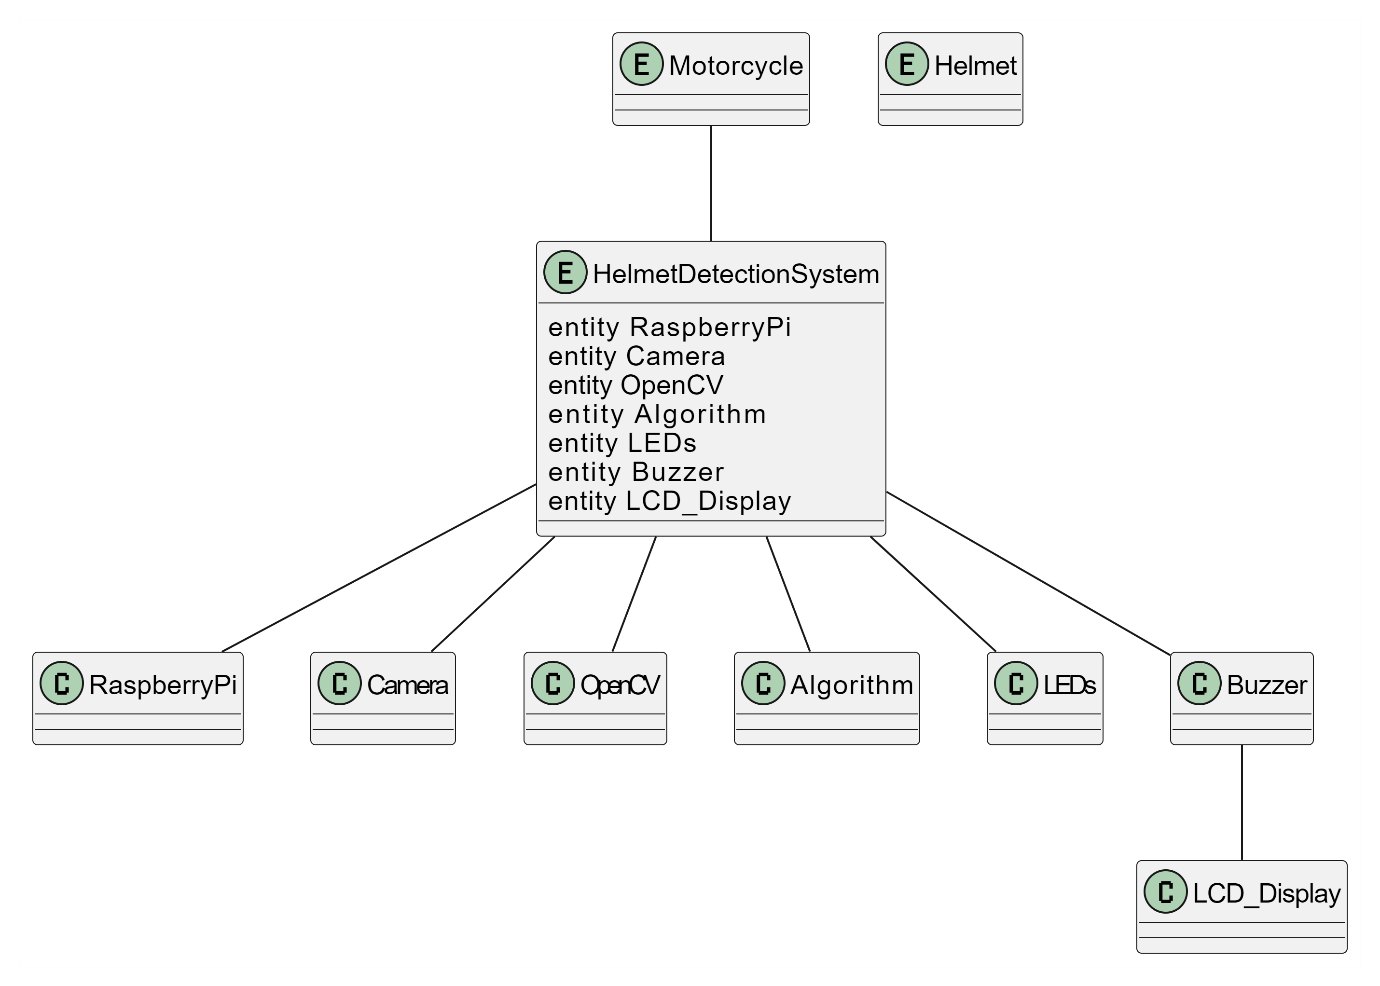 E Motorcycle
E Helmet
E HelmetDetectionSystem
entity RaspberryPi
entity Camera
entity OpenCV
entity Algorithm
entity LEDs
entity Buzzer
entity LCD_Display
C RaspberryPi
C Camera
C OpenCV
C Algorithm
C LEDs
C Buzzer
C LCD_Display